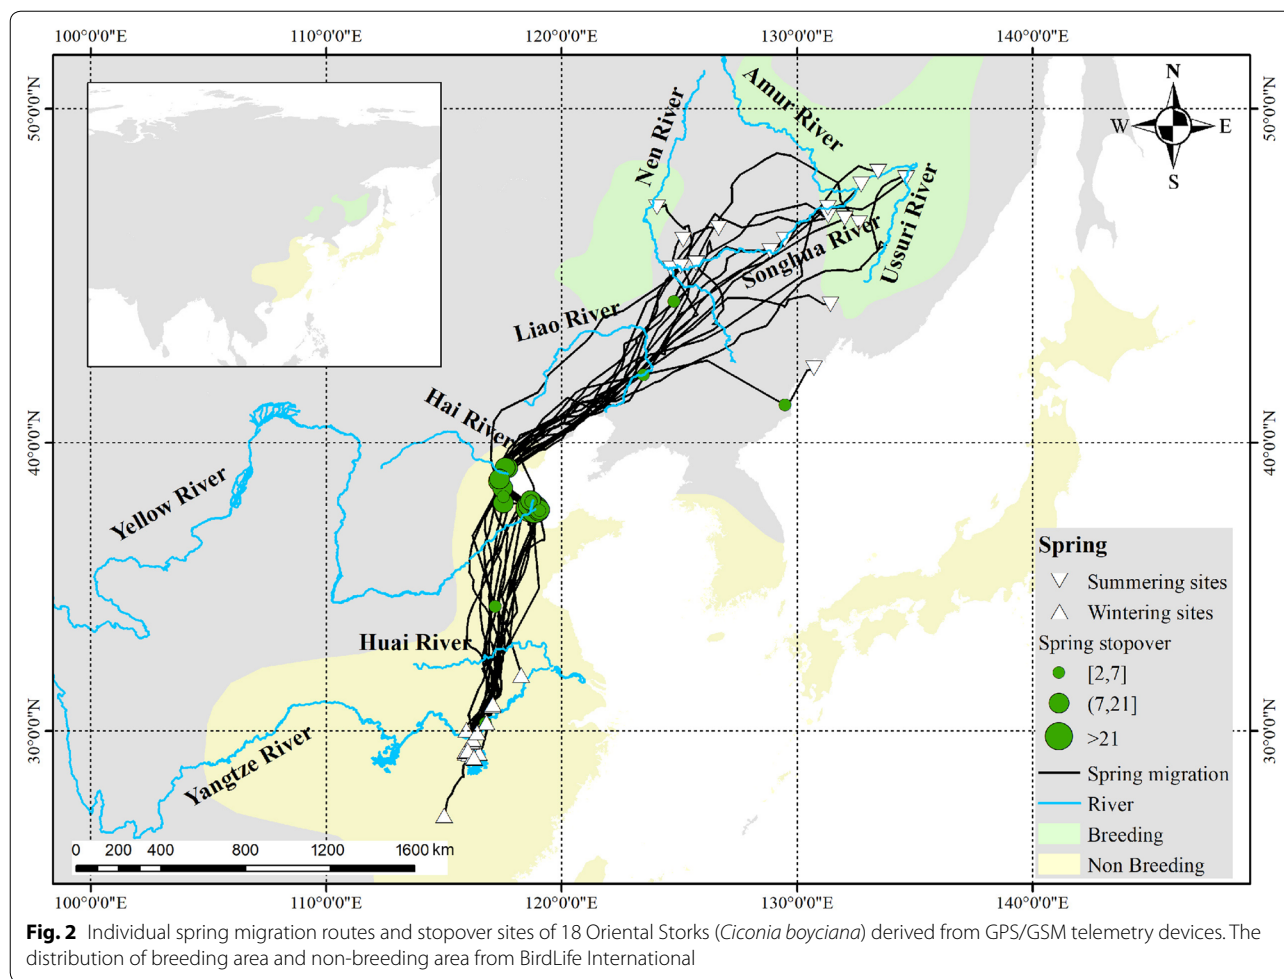 100°0'0"E 110°0'0"E 120°0'0"E 130°0'0"E 140°0'0"E
50°0'0"N
40°0'0"N
30°0'0"N
50°0'0"N
40°0'0"N
30°0'0"N
N
W E
S
Amur River
Nen River
Ussuri River
Songhua River
Liao River
Hai River
Yellow River
Huai River
Yangtze River
Spring
Summering sites
Wintering sites
Spring stopover
[2,7]
(7,21]
>21
Spring migration
River
Breeding
Non Breeding
0 200 400 800 1200 1600 km
100°0'0"E 110°0'0"E 120°0'0"E 130°0'0"E 140°0'0"E
Fig. 2 Individual spring migration routes and stopover sites of 18 Oriental Storks (Ciconia boyciana) derived from GPS/GSM telemetry devices. The
distribution of breeding area and non-breeding area from BirdLife International